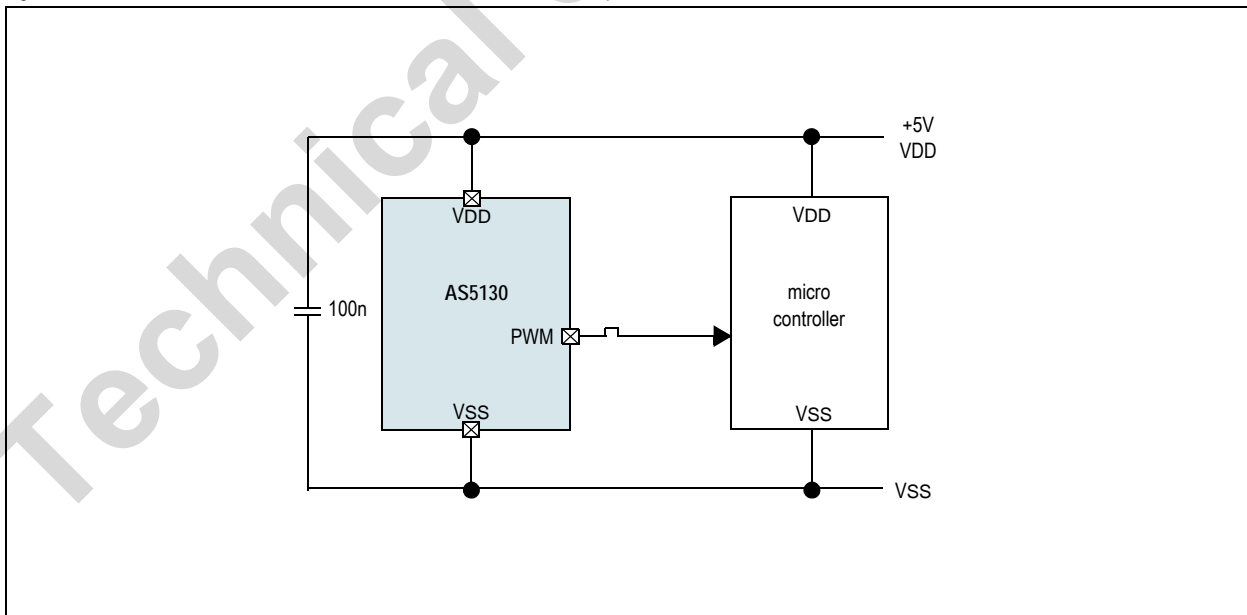 Technical
+5V
VDD
VDD
VDD
AS5130
micro
controller
100n
PWM
VSS
VSS
VSS